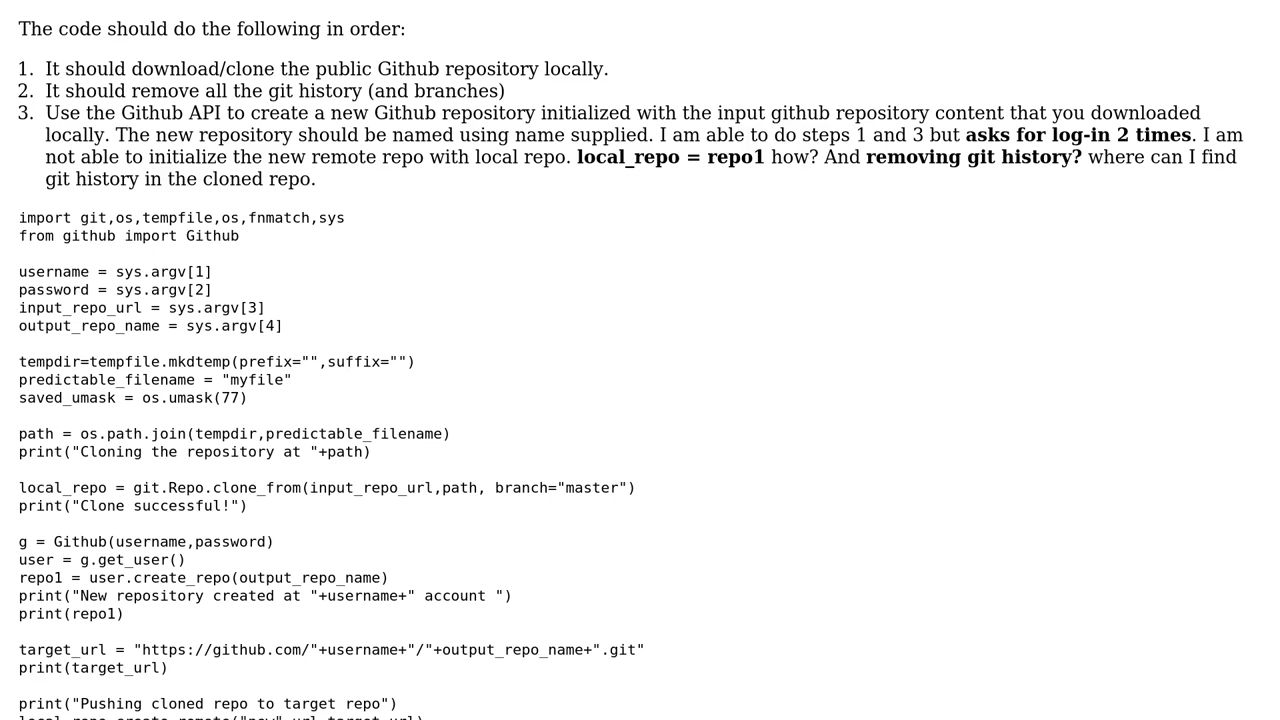 The code should do the following in order:
1. It should download/clone the public Github repository locally.
2. It should remove all the git history (and branches)
3. Use the Github API to create a new Github repository initialized with the input github repository content that you downloaded
locally. The new repository should be named using name supplied. I am able to do steps 1 and 3 but asks for log-in 2 times. I am
not able to initialize the new remote repo with local repo. local_repo = repo1 how? And removing git history? where can I find
git history in the cloned repo.
import git,os,tempfile,os,fnmatch,sys
from github import Github
username = sys.argv[1]
password = sys.argv[2]
input_repo_url = sys.argv[3]
output_repo_name = sys.argv[4]
tempdir=tempfile.mkdtemp(prefix="",suffix="")
predictable_filename = "myfile"
saved_umask = os.umask(77)
path = os.path.join(tempdir,predictable_filename)
print("Cloning the repository at "+path)
local_repo = git.Repo.clone_from(input_repo_url,path, branch="master")
print("Clone successful!")
g = Github(username,password)
user = g.get_user()
repo1 = user.create_repo(output_repo_name)
print("New repository created at "+username+" account ")
print(repo1)
target_url = "https://github.com/"+username+"/"+output_repo_name+".git"
print(target_url)
print("Pushing cloned repo to target repo")